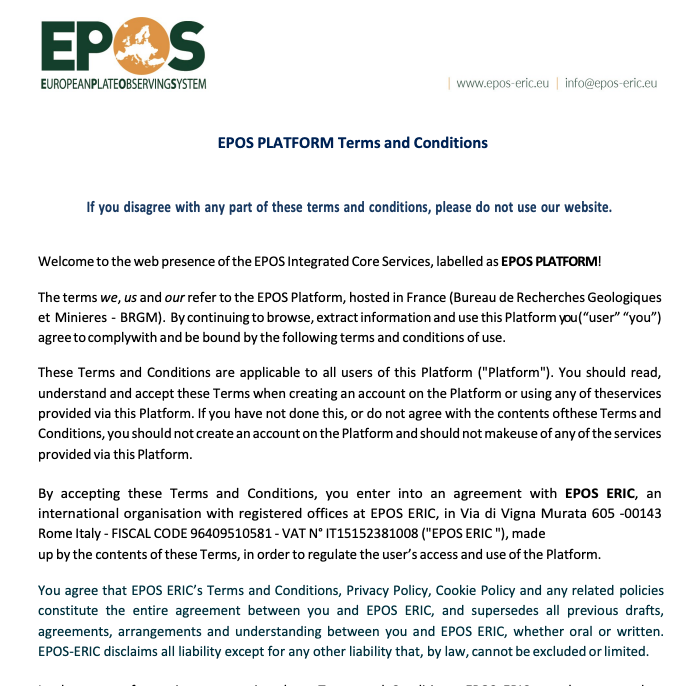 EPOS
EUROPEANPLATEOBSERVINGSYSTEM
| www.epos-eric.eu | info@epos-eric.eu
EPOS PLATFORM Terms and Conditions
If you disagree with any part of these terms and conditions, please do not use our website.
Welcome to the web presence of the EPOS Integrated Core Services, labelled as EPOS PLATFORM!
The terms we, us and our refer to the EPOS Platform, hosted in France (Bureau de Recherches Geologiques
et Minieres - BRGM). By continuing to browse, extract information and use this Platform you(“user” “you”)
agree to complywith and be bound by the following terms and conditions of use.
These Terms and Conditions are applicable to all users of this Platform ("Platform"). You should read,
understand and accept these Terms when creating an account on the Platform or using any of theservices
provided via this Platform. If you have not done this, or do not agree with the contents ofthese Terms and
Conditions, you should not create an account on the Platform and should not makeuse of any of the services
provided via this Platform.
By accepting these Terms and Conditions, you enter into an agreement with EPOS ERIC, an
international organisation with registered offices at EPOS ERIC, in Via di Vigna Murata 605 -00143
Rome Italy - FISCAL CODE 96409510581 - VAT N° IT15152381008 ("EPOS ERIC "), made
up by the contents of these Terms, in order to regulate the user’s access and use of the Platform.
You agree that EPOS ERIC’s Terms and Conditions, Privacy Policy, Cookie Policy and any related policies
constitute the entire agreement between you and EPOS ERIC, and supersedes all previous drafts,
agreements, arrangements and understanding between you and EPOS ERIC, whether oral or written.
EPOS-ERIC disclaims all liability except for any other liability that, by law, cannot be excluded or limited.